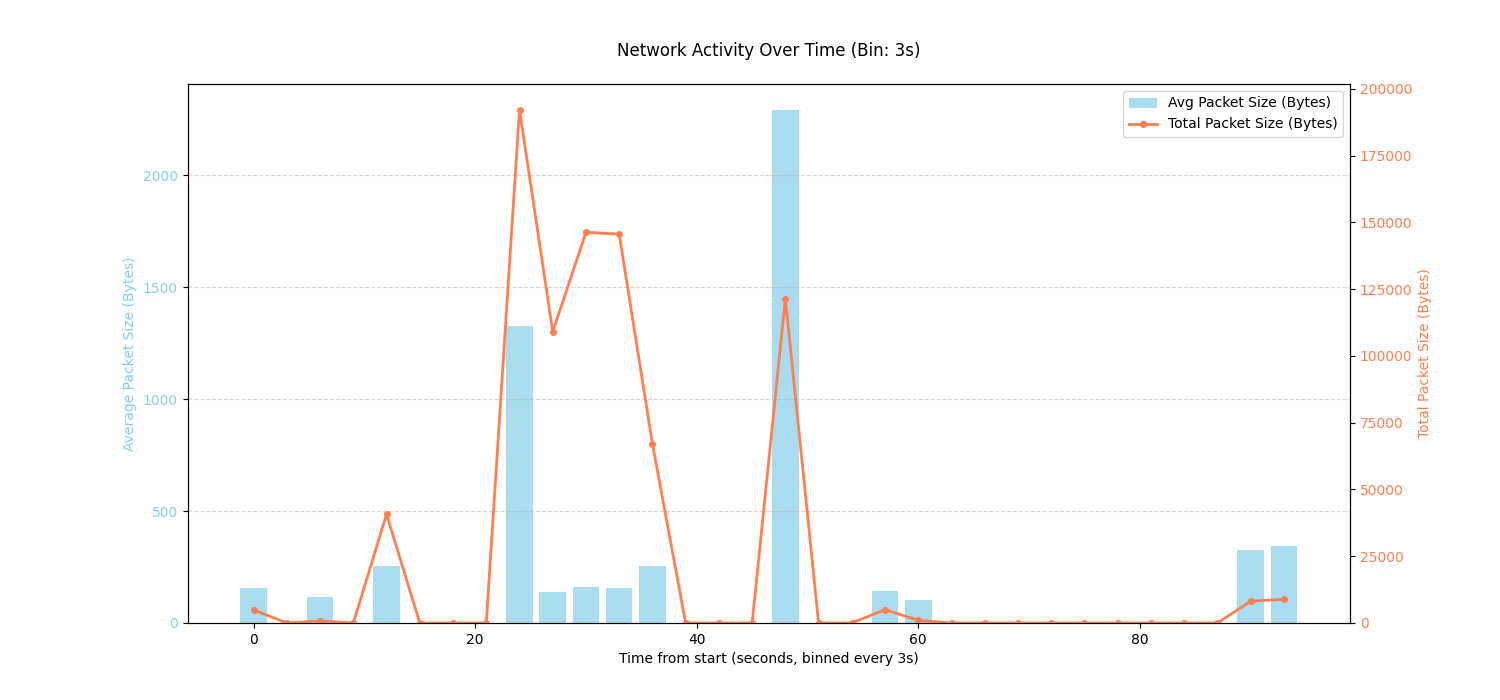 Network Activity Over Time (Bin: 3s)
Avg Packet Size (Bytes)
Total Packet Size (Bytes)
Average Packet Size (Bytes)
2000
1500
1000
500
0
200000
175000
150000
125000
100000
75000
50000
25000
0
Total Packet Size (Bytes)
0 20 40 60 80
Time from start (seconds, binned every 3s)